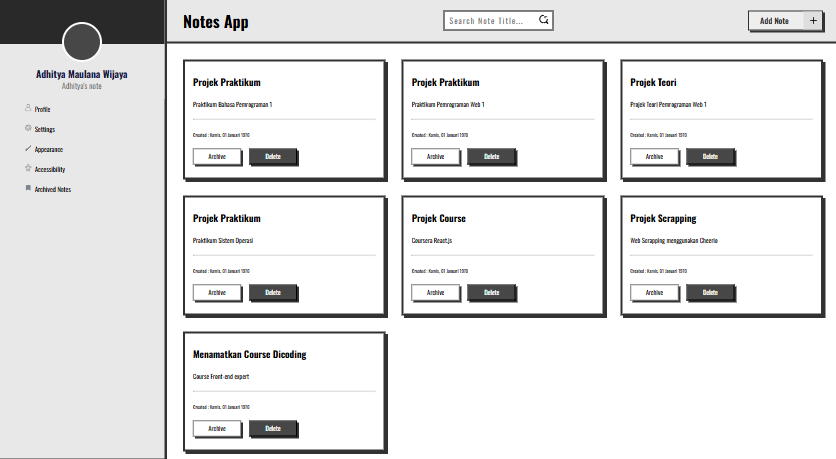 Adhitya Maulana Wijaya
Adhitya's note
Profile
Settings
Appearance
Accessibility
Archived Notes
Notes App
Search Note Title...
Add Note +
Projek Praktikum
Praktikum Bahasa Pemrograman 1
Created : Kamis, 01 Januari 1970
Archive
Delete
Projek Praktikum
Praktikum Pemrograman Web 1
Created : Kamis, 01 Januari 1970
Archive
Delete
Projek Teori
Projek Teori Pemrograman Web 1
Created : Kamis, 01 Januari 1970
Archive
Delete
Projek Praktikum
Praktikum Sistem Operasi
Created : Kamis, 01 Januari 1970
Archive
Delete
Projek Course
Coursera React.js
Created : Kamis, 01 Januari 1970
Archive
Delete
Projek Scrapping
Web Scrapping menggunakan Cheerio
Created : Kamis, 01 Januari 1970
Archive
Delete
Menamatkan Course Dicoding
Course Front-end expert
Created : Kamis, 01 Januari 1970
Archive
Delete